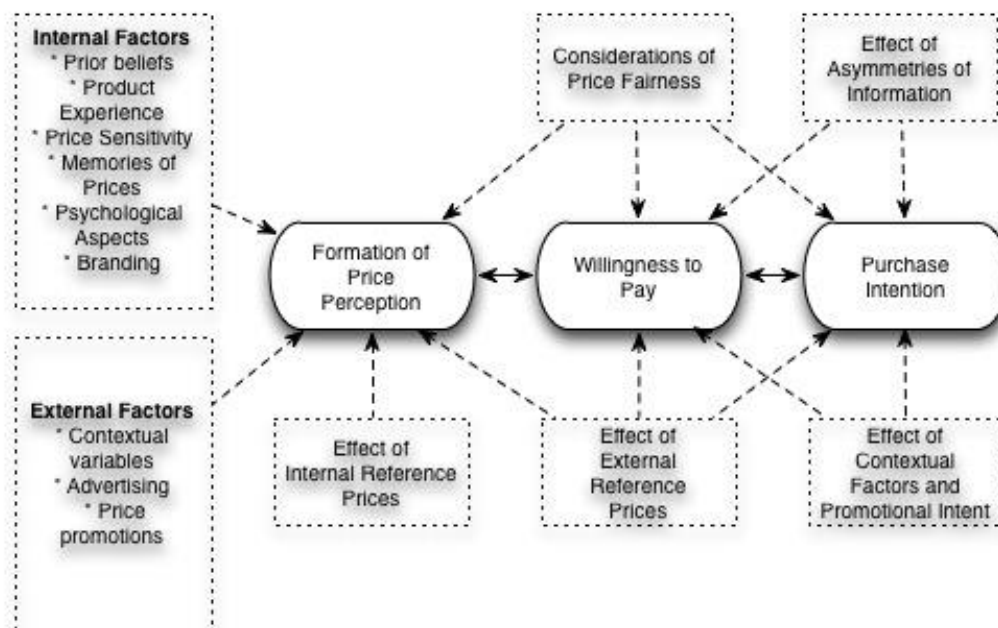 Internal Factors
* Prior beliefs
* Product
Experience
* Price Sensitivity
* Memories of
Prices
* Psychological
Aspects
* Branding
Considerations of
Price Fairness
Effect of
Asymmetries of
Information
Formation of
Price
Perception
Willingness to
Pay
Purchase
Intention
External Factors
* Contextual
variables
* Advertising
* Price
promotions
Effect of
Internal Reference
Prices
Effect of
External
Reference
Prices
Effect of
Contextual
Factors and
Promotional Intent